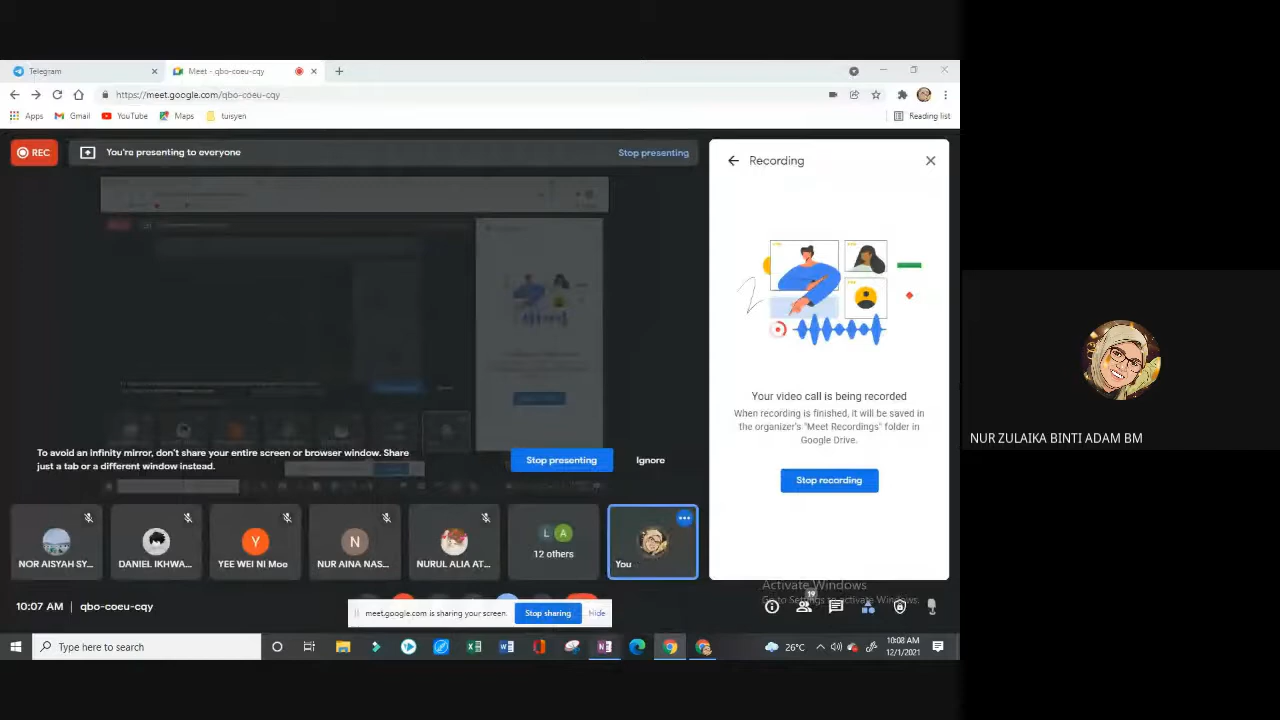 Telegram
Meet - qbo-coeu-cqy
https://meet.google.com/qbo-coeu-cqy
Apps
Gmail
YouTube
Maps
tuisyen
Reading list
REC
You're presenting to everyone
Stop presenting
Recording
Your video call is being recorded
When recording is finished, it will be saved
in the organizer's "Meet Recordings" folder in
Google Drive.
Stop recording
To avoid an infinity mirror, don't share your entire screen or browser window. Share
just a tab or a different window instead.
Stop presenting
Ignore
NUR ZULAIKA BINTI ADAM BM
NOR AISYAH SY...
DANIEL IKHWA...
YEE WEI NI Moe
NUR AINA NAS...
NURUL ALIA AT...
L A
12 others
You
Y
N
2
Activate Windows
Go to Settings to activate Windows.
10:07 AM | qbo-coeu-cqy
19
meet.google.com is sharing your screen.
Stop sharing
Hide
Type here to search
26°C
10:08 AM
12/1/2021